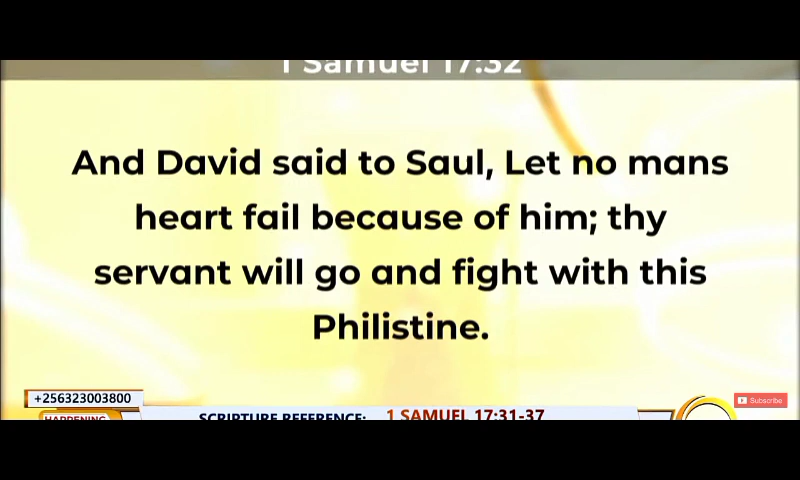 1 Samuel 17:32
And David said to Saul, Let no mans
heart fail because of him; thy
servant will go and fight with this
Philistine.
+256323003800
Subscribe
HAPPENING
SCRIPTURE REFERENCE: 1 SAMUEL 17:31-37